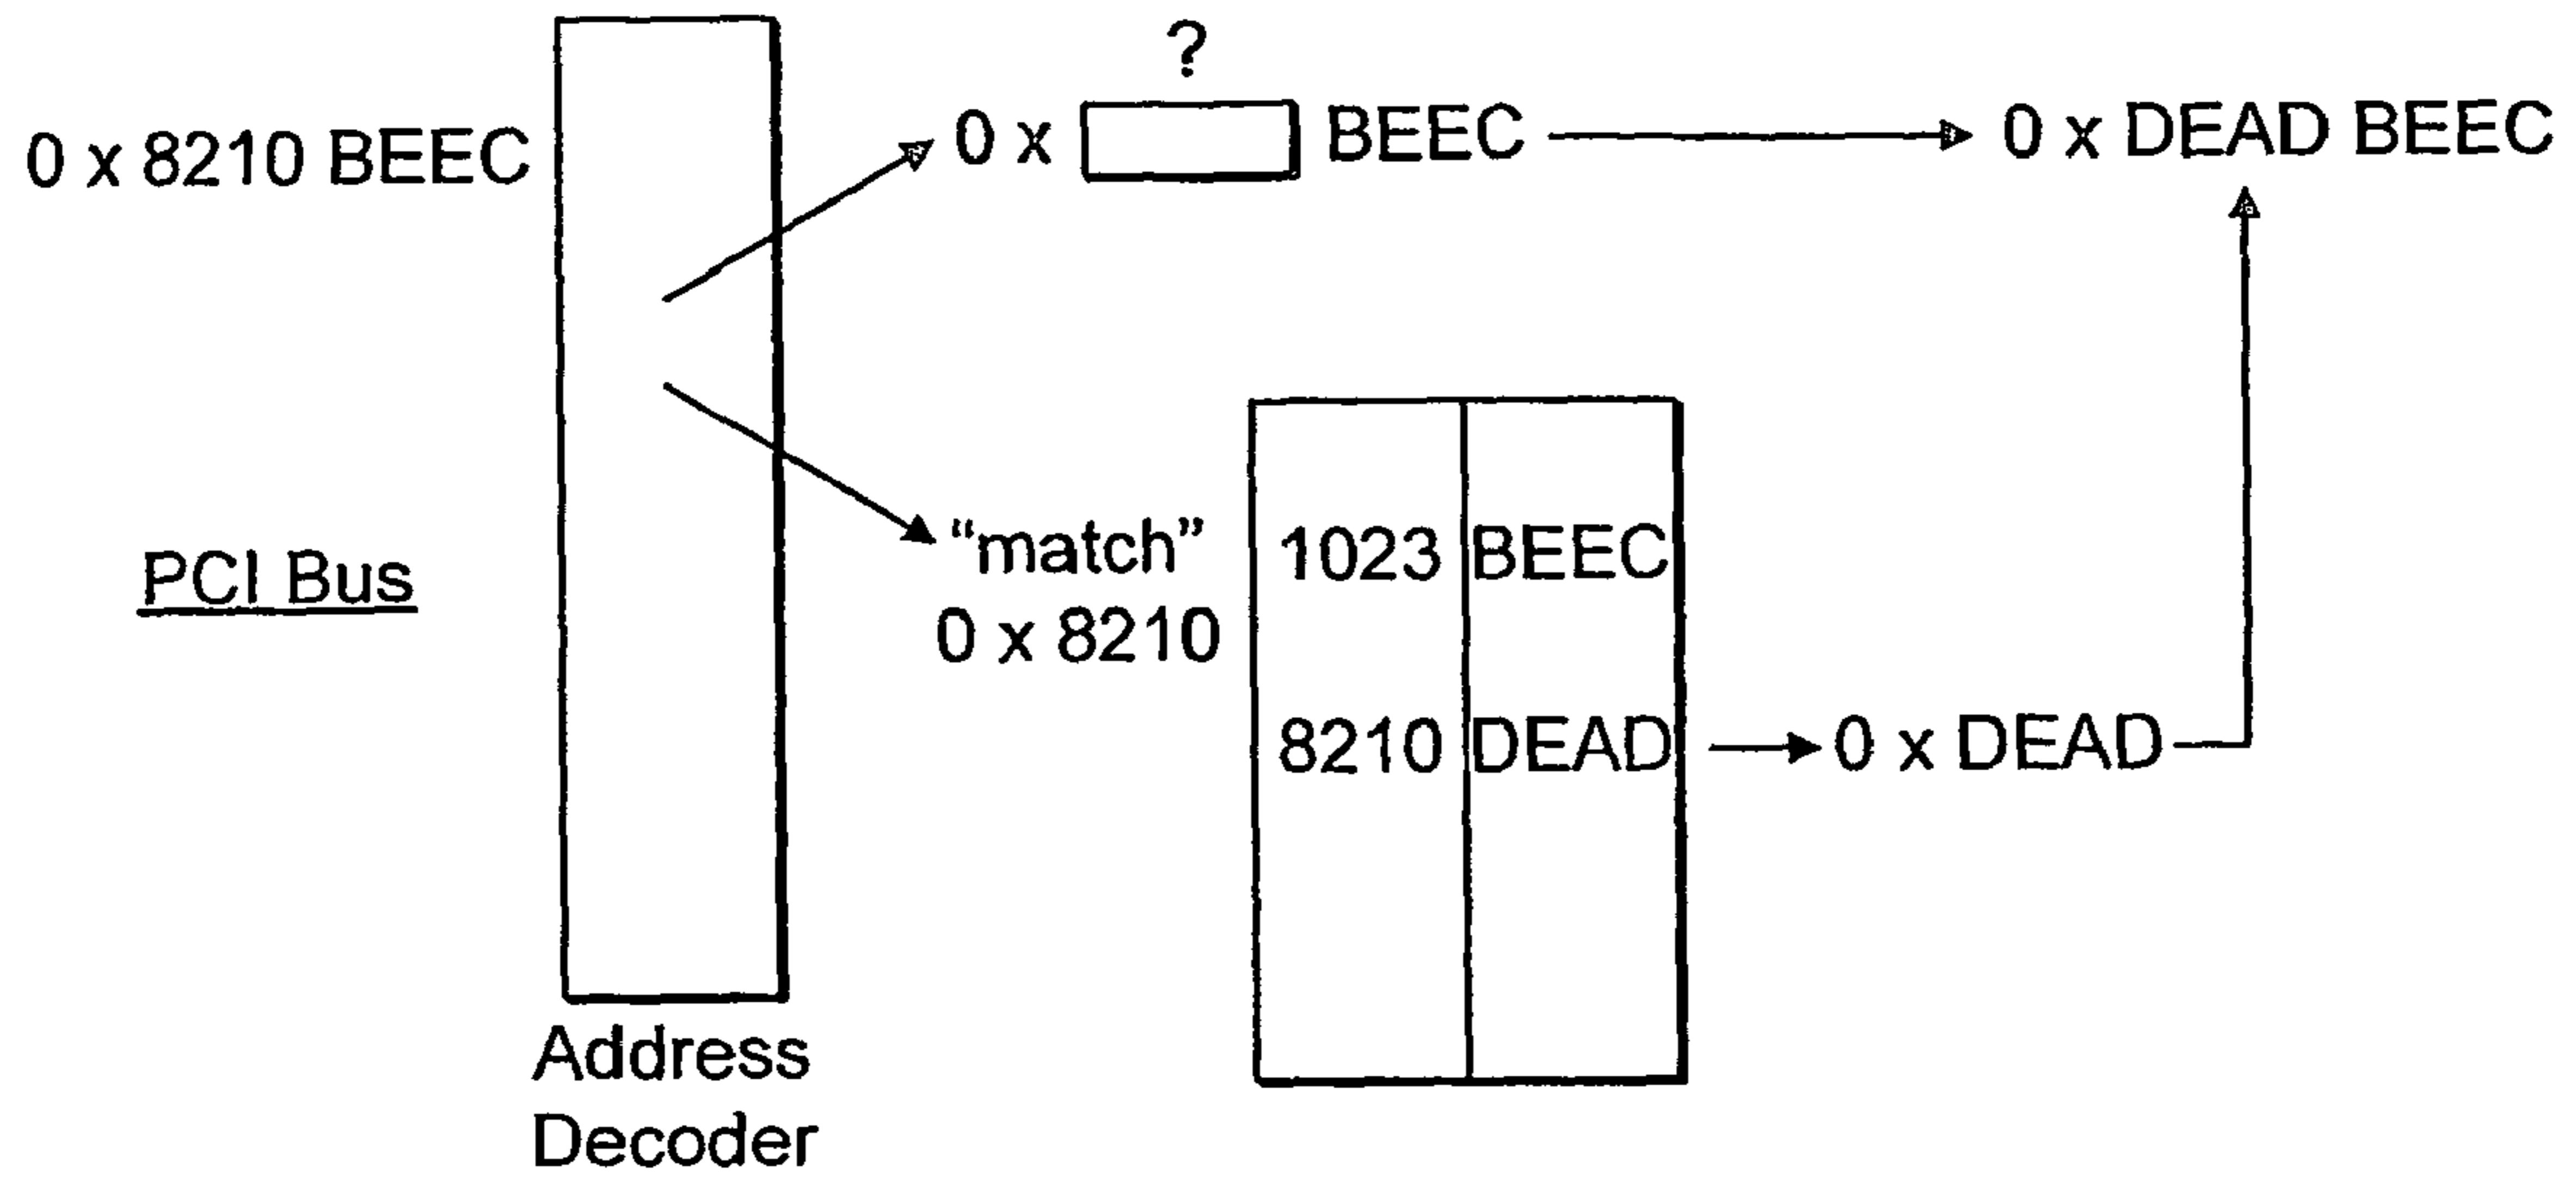 ?
0 x 8210 BEEC
0 x BEEC
0 x DEAD BEEC
PCI Bus
"match"
0 x 8210
1023 BEEC
8210 DEAD
0 x DEAD
Address
Decoder